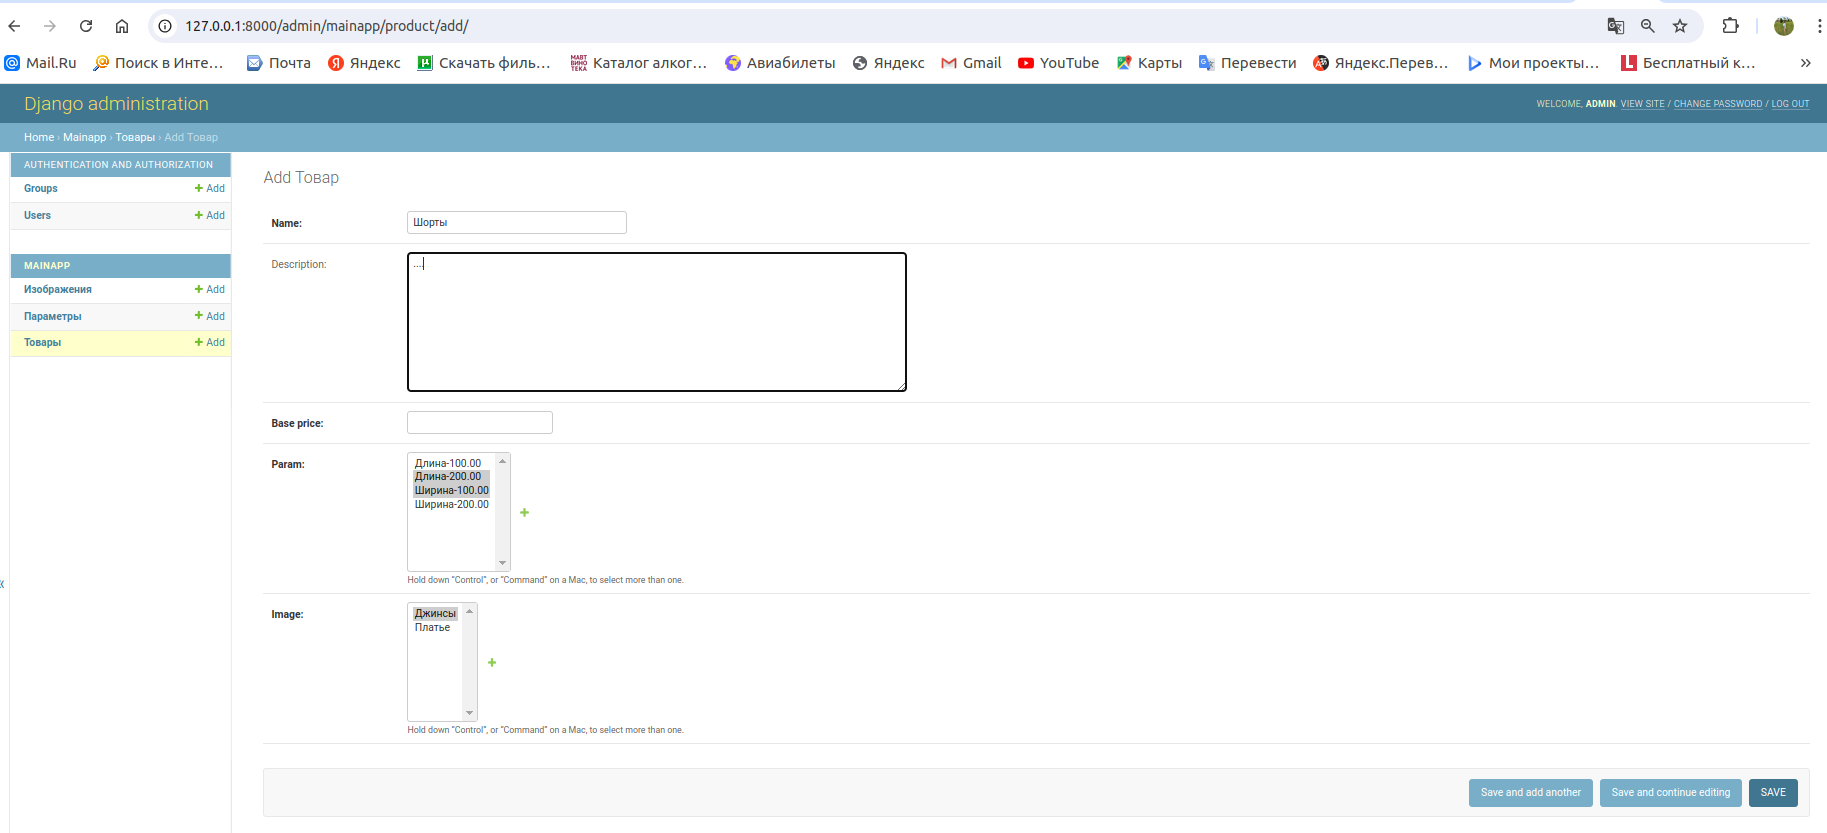 127.0.0.1:8000/admin/mainapp/product/add/
Mail.Ru Поиск в Инте... Почта Яндекс Скачать филь... МАВТ ВИНО ТЕКА Каталог алког... Авиабилеты Яндекс Gmail YouTube Карты Перевести Яндекс.Перев... Мои проекты... Бесплатный к... »
Django administration
WELCOME, ADMIN. VIEW SITE / CHANGE PASSWORD / LOG OUT
Home › Mainapp › Товары › Add Товар
AUTHENTICATION AND AUTHORIZATION
Groups + Add
Users + Add
MAINAPP
Изображения + Add
Параметры + Add
Товары + Add
«
Add Товар
Name: Шорты
Description: ....
Base price:
Param:
Длина-100.00
Длина-200.00
Ширина-100.00
Ширина-200.00
Hold down “Control”, or “Command” on a Mac, to select more than one.
Image:
Джинсы
Платье
Hold down “Control”, or “Command” on a Mac, to select more than one.
Save and add another Save and continue editing SAVE